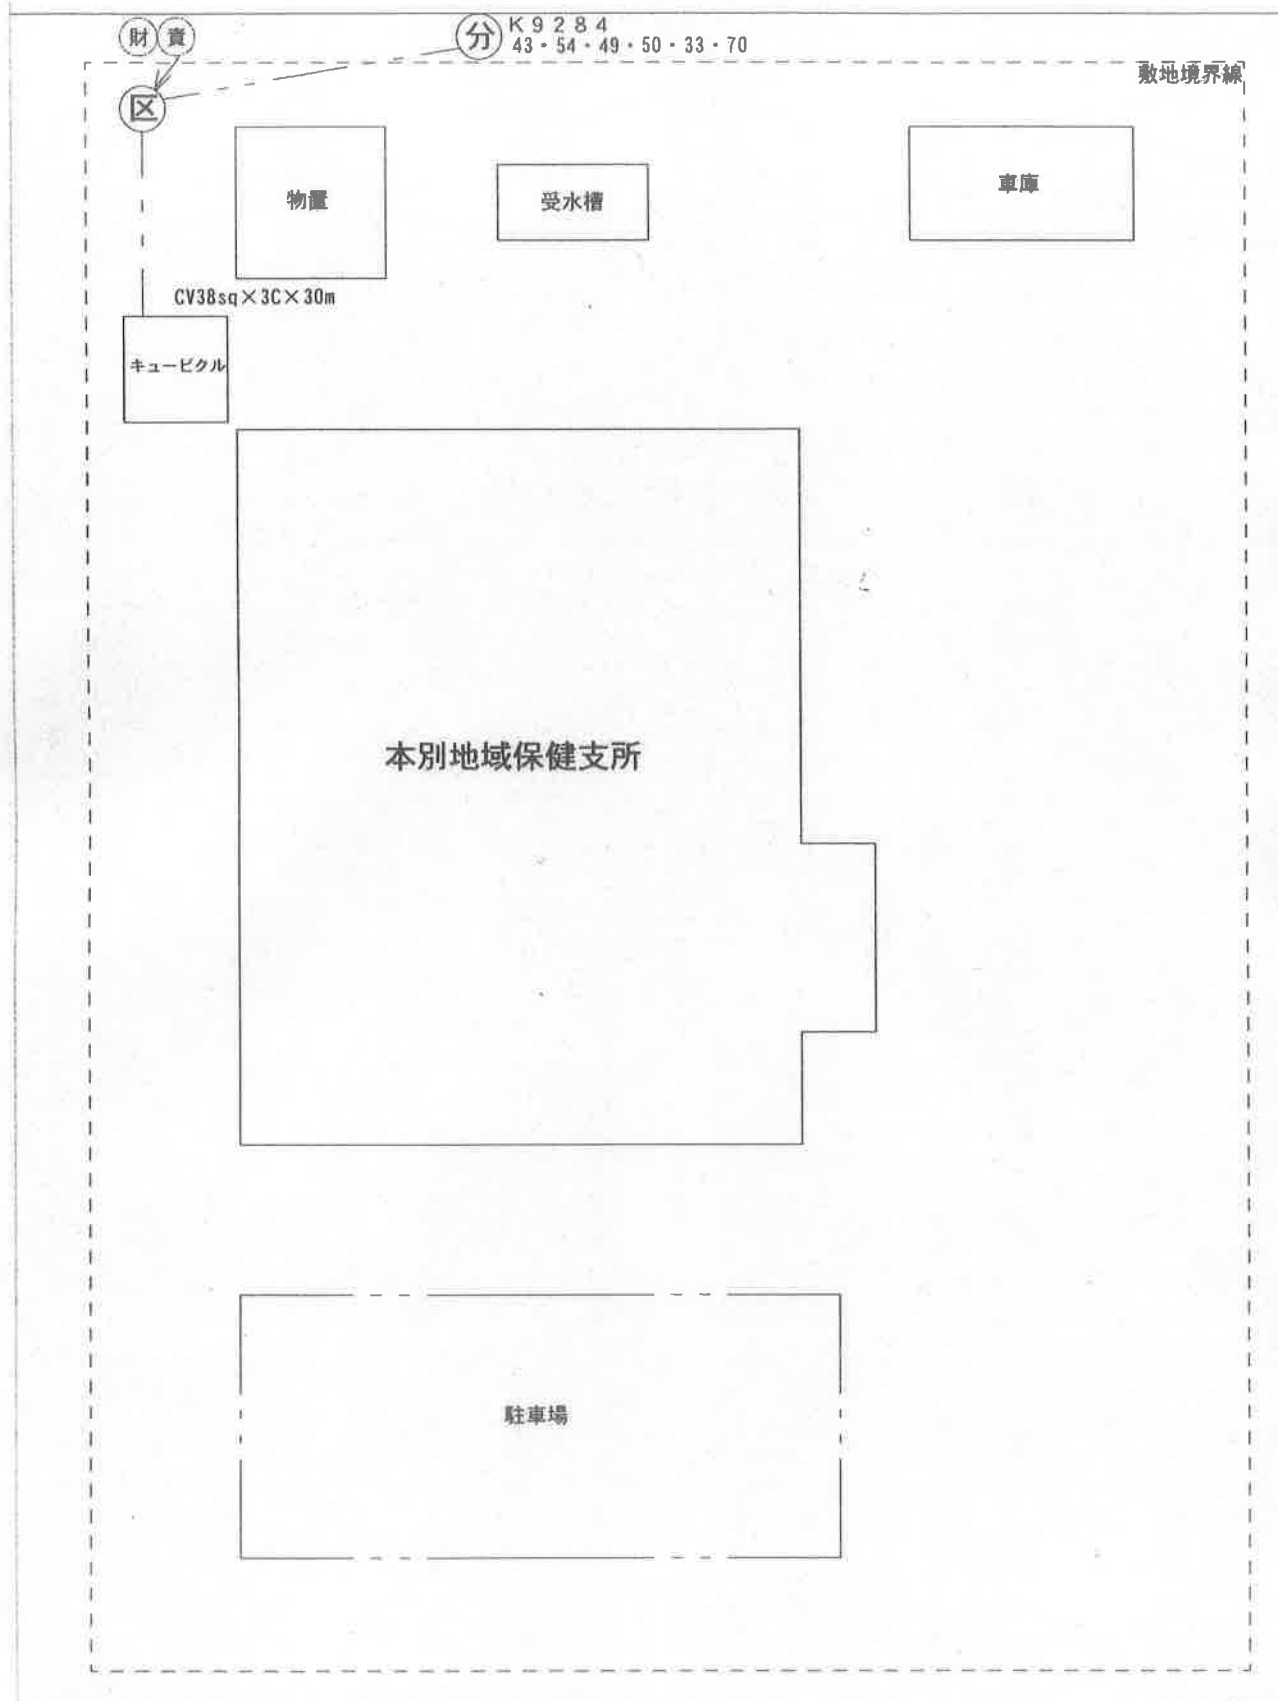 財 責
分 K9284
43・54・49・50・33・70
敷地境界線
区
物置
受水槽
車庫
CV38sq×3C×30m
キュービクル
本別地域保健支所
駐車場